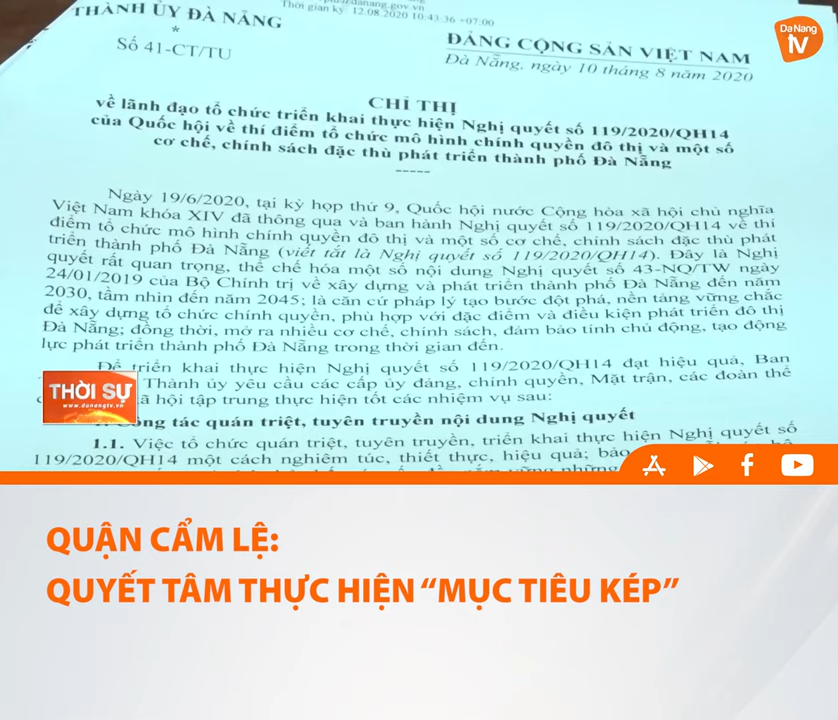 THÀNH ỦY ĐÀ NẴNG
*
Số 41-CT/TU
Thời gian ký: 12.08.2020 10:43:36 +07:00
ĐẢNG CỘNG SẢN VIỆT NAM
Đà Nẵng, ngày 10 tháng 8 năm 2020
DaNang
TV
CHỈ THỊ
về lãnh đạo tổ chức triển khai thực hiện Nghị quyết số 119/2020/QH14
của Quốc hội về thí điểm tổ chức mô hình chính quyền đô thị và một số
cơ chế, chính sách đặc thù phát triển thành phố Đà Nẵng
-----
Ngày 19/6/2020, tại kỳ họp thứ 9, Quốc hội nước Cộng hòa xã hội chủ nghĩa
Việt Nam khóa XIV đã thông qua và ban hành Nghị quyết số 119/2020/QH14 về thí
điểm tổ chức mô hình chính quyền đô thị và một số cơ chế, chính sách đặc thù phát
triển thành phố Đà Nẵng (viết tắt là Nghị quyết số 119/2020/QH14). Đây là Nghị
quyết rất quan trọng, thể chế hóa một số nội dung Nghị quyết số 43-NQ/TW ngày
24/01/2019 của Bộ Chính trị về xây dựng và phát triển thành phố Đà Nẵng đến năm
2030, tầm nhìn đến năm 2045; là căn cứ pháp lý tạo bước đột phá, nền tảng vững chắc
để xây dựng tổ chức chính quyền, phù hợp với đặc điểm và điều kiện phát triển đô thị
Đà Nẵng; đồng thời, mở ra nhiều cơ chế, chính sách, đảm bảo tính chủ động, tạo động
lực phát triển thành phố Đà Nẵng trong thời gian đến.
Để triển khai thực hiện Nghị quyết số 119/2020/QH14 đạt hiệu quả, Ban
Thành ủy yêu cầu các cấp ủy đảng, chính quyền, Mặt trận, các đoàn thể
xã hội tập trung thực hiện tốt các nhiệm vụ sau:
THỜI SỰ
www.danangtv.vn
Công tác quán triệt, tuyên truyền nội dung Nghị quyết
1.1. Việc tổ chức quán triệt, tuyên truyền, triển khai thực hiện Nghị quyết số
119/2020/QH14 một cách nghiêm túc, thiết thực, hiệu quả; bảo
QUẬN CẨM LỆ:
QUYẾT TÂM THỰC HIỆN “MỤC TIÊU KÉP”